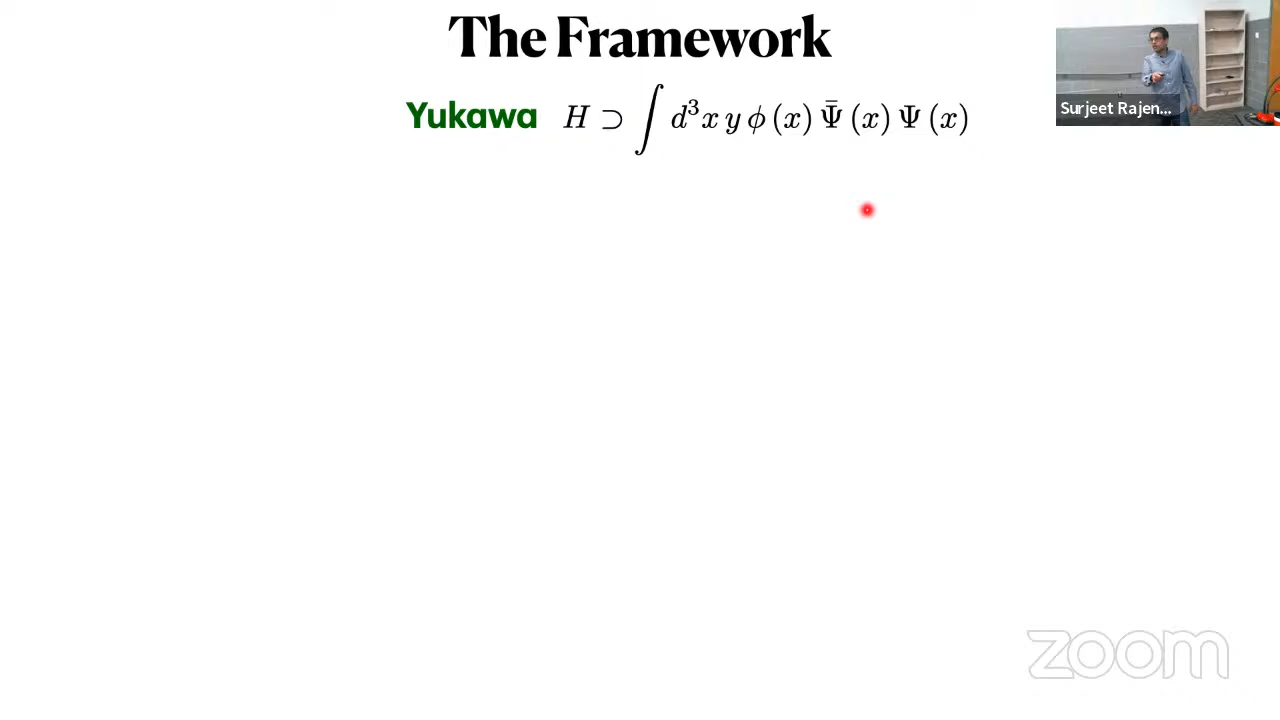 The Framework
Yukawa H ⊃ ∫ d³x y ϕ (x) Ψ̄ (x) Ψ (x)
Surjeet Rajen...
zoom